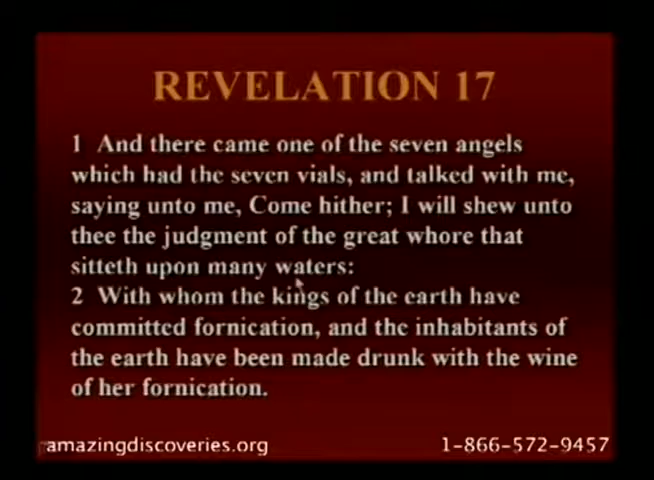 REVELATION 17
1 And there came one of the seven angels
which had the seven vials, and talked with me,
saying unto me, Come hither; I will shew unto
thee the judgment of the great whore that
sitteth upon many waters:
2 With whom the kings of the earth have
committed fornication, and the inhabitants of
the earth have been made drunk with the wine
of her fornication.
amazingdiscoveries.org 1-866-572-9457